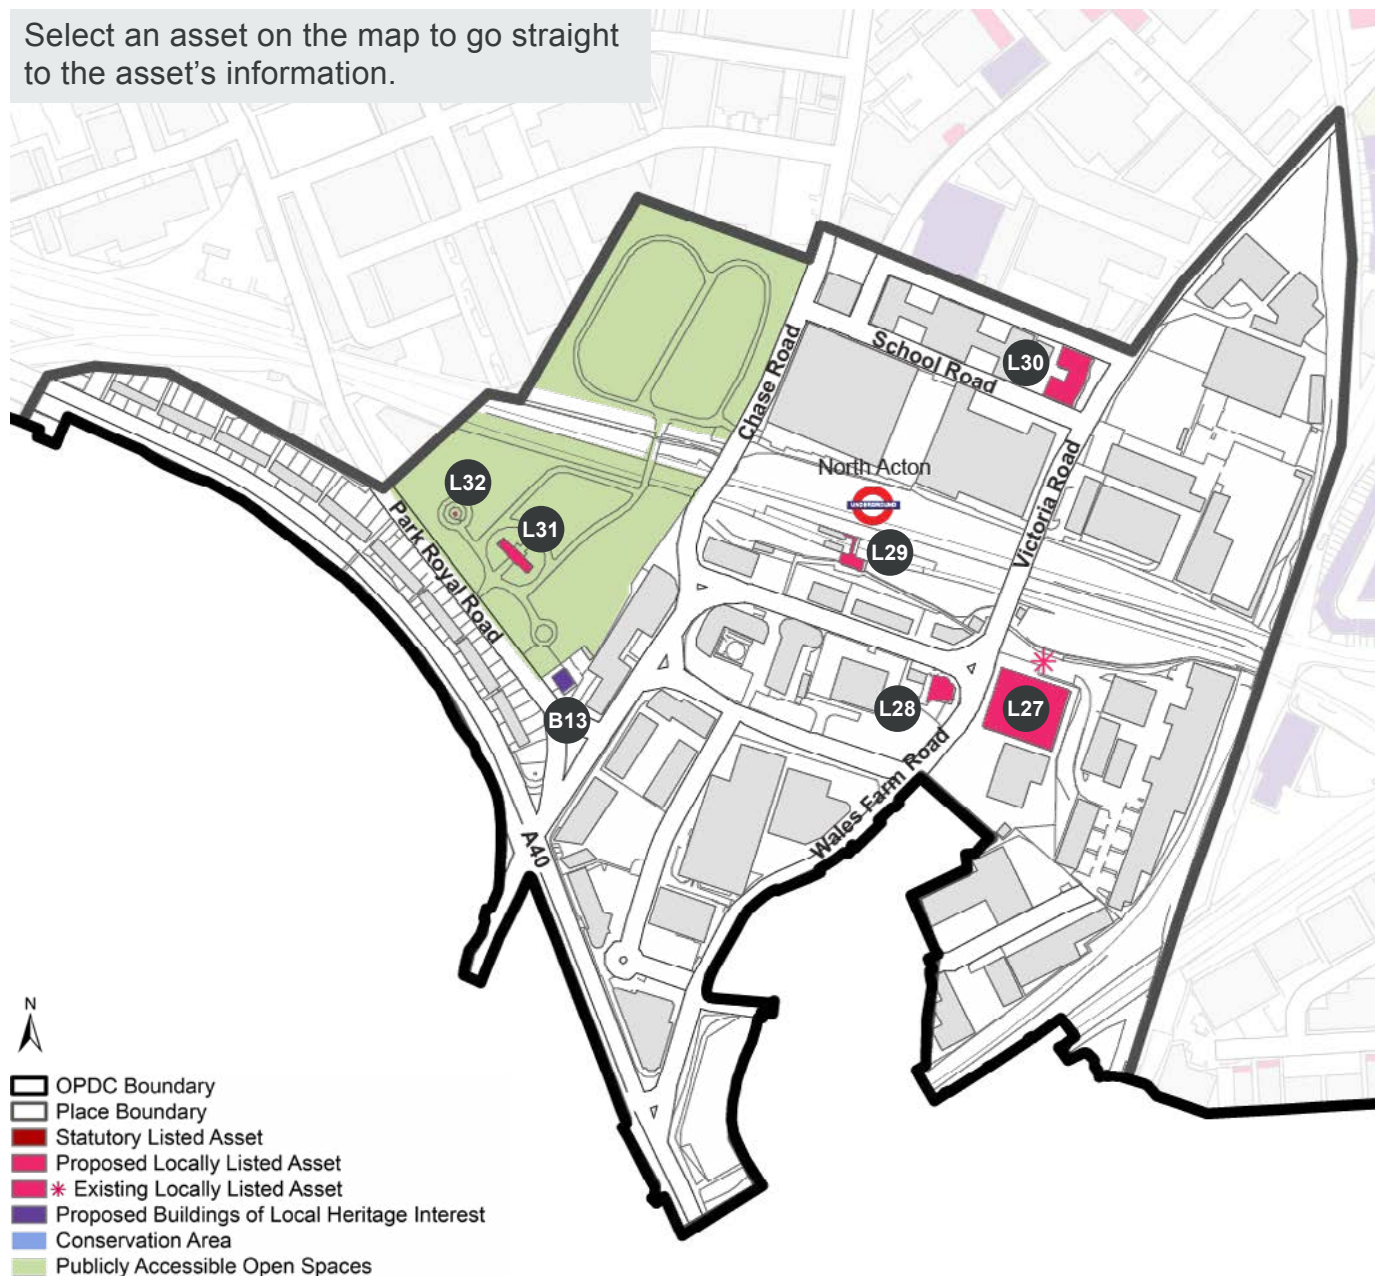 Select an asset on the map to go straight
to the asset's information.
L30
School Road
Chase Road
North Acton
UNDERGROUND
Victoria Road
L32
L31
L29
Park Royal Road
L28
L27
B13
Wales Farm Road
A40
N
OPDC Boundary
Place Boundary
Statutory Listed Asset
Proposed Locally Listed Asset
Existing Locally Listed Asset
Proposed Buildings of Local Heritage Interest
Conservation Area
Publicly Accessible Open Spaces